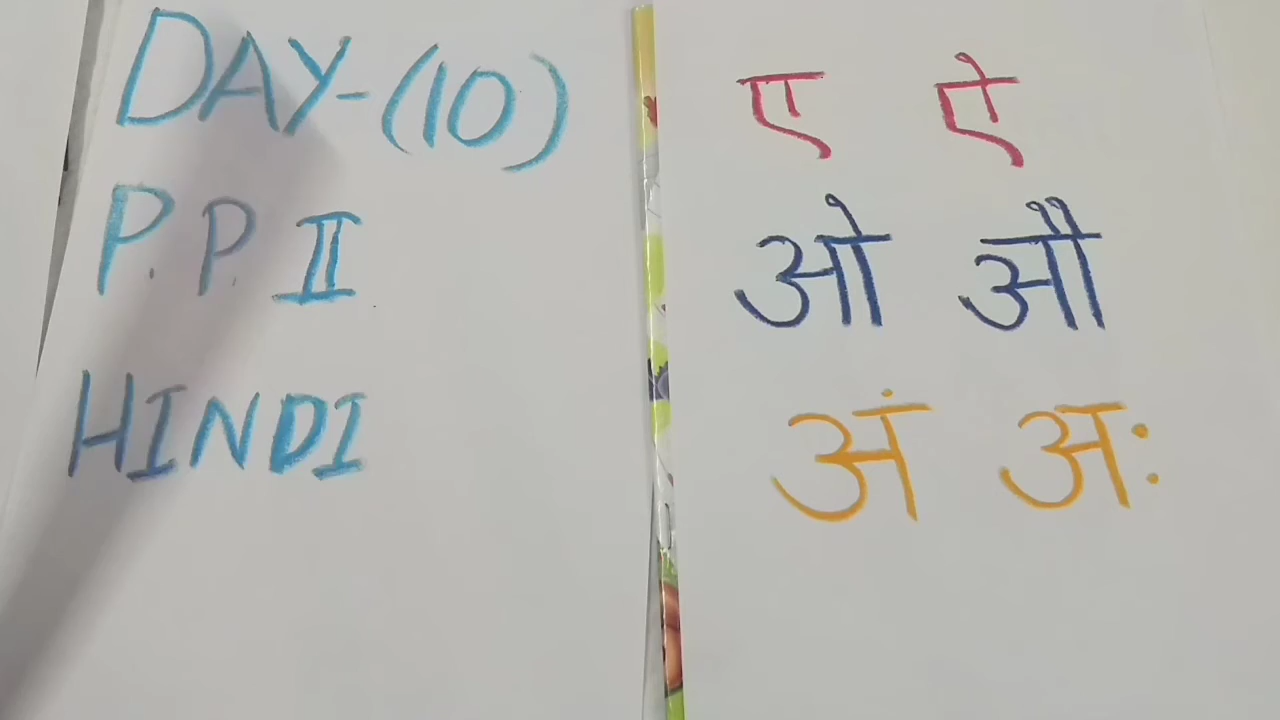 DAY-(10)
P.P.II
HINDI
ए ऐ
ओ औ
अं अः